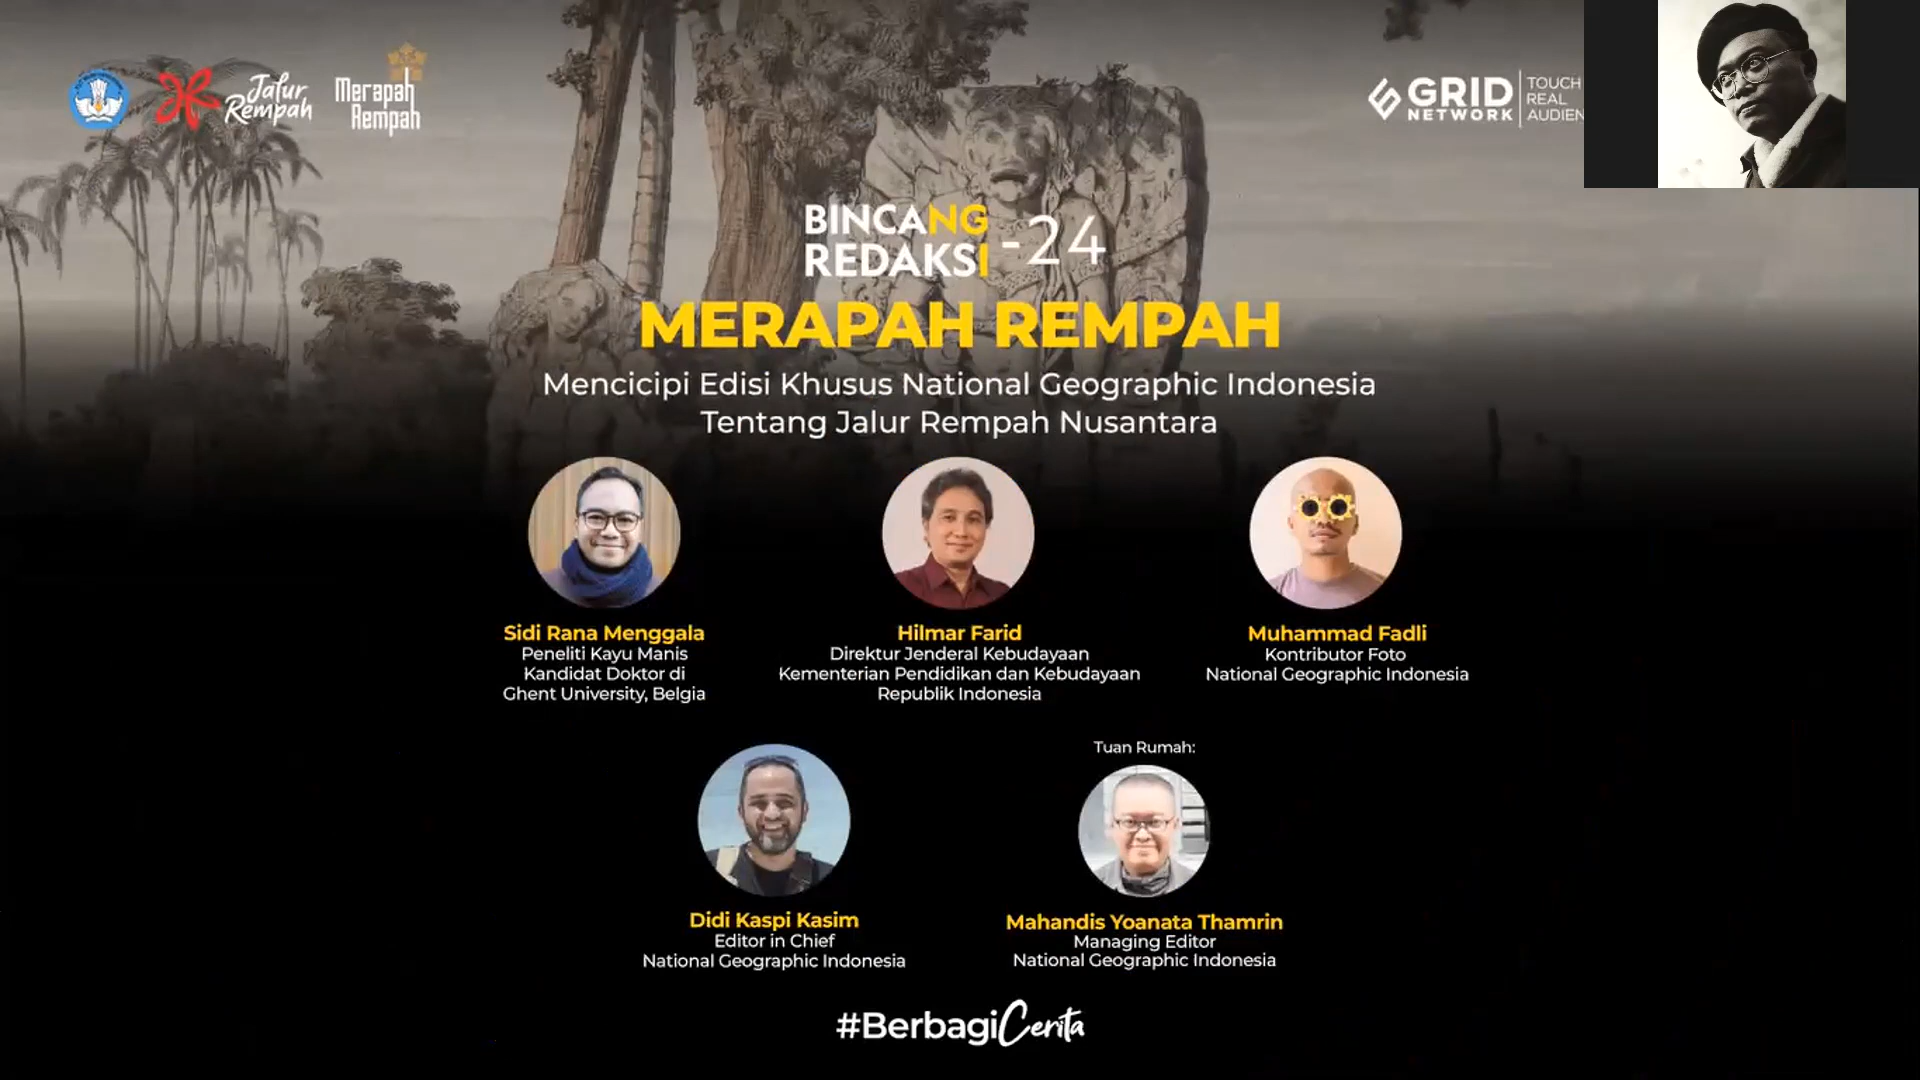 Jalur
Rempah
Merapah
Rempah
GRID
NETWORK
TOUCH
REAL
AUDIEN
BINCANG
REDAKSI
-24
MERAPAH REMPAH
Mencicipi Edisi Khusus National Geographic Indonesia
Tentang Jalur Rempah Nusantara
Sidi Rana Menggala
Peneliti Kayu Manis
Kandidat Doktor di
Ghent University, Belgia
Hilmar Farid
Direktur Jenderal Kebudayaan
Kementerian Pendidikan dan Kebudayaan
Republik Indonesia
Muhammad Fadli
Kontributor Foto
National Geographic Indonesia
Didi Kaspi Kasim
Editor in Chief
National Geographic Indonesia
Tuan Rumah:
Mahandis Yoanata Thamrin
Managing Editor
National Geographic Indonesia
#BerbagiCerita